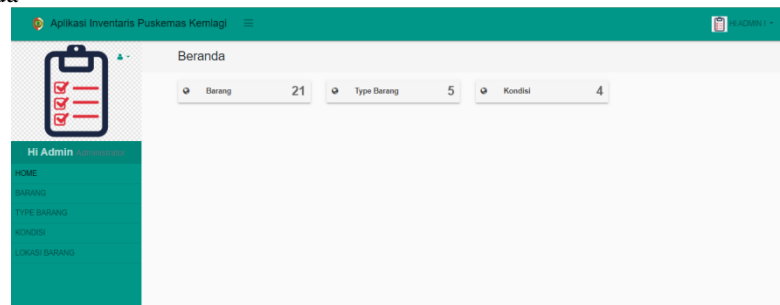 Aplikasi Inventaris Puskemas Kemlagi
HI ADMIN !
Beranda
Barang 21
Type Barang 5
Kondisi 4
Hi Admin
HOME
BARANG
TYPE BARANG
KONDISI
LOKASI BARANG